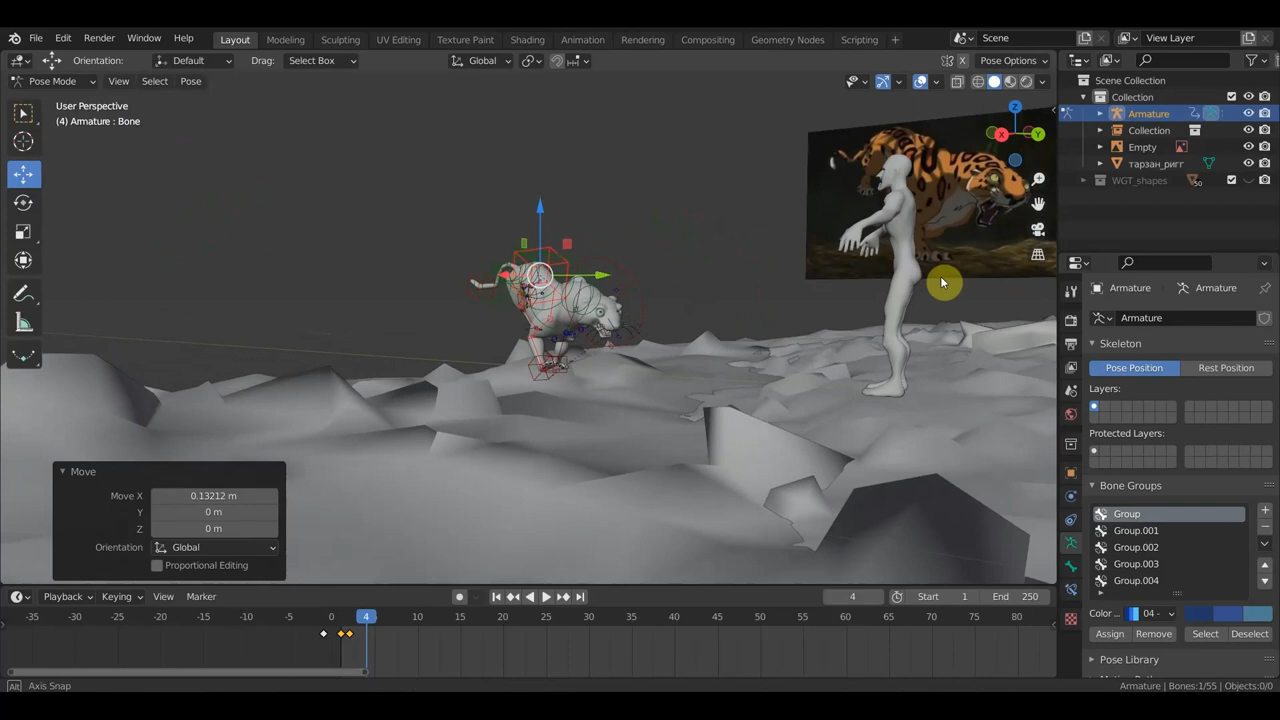 File Edit Render Window Help Layout Modeling Sculpting UV Editing Texture Paint Shading Animation Rendering Compositing Geometry Nodes Scripting + Scene View Layer
Orientation: Default Drag: Select Box Global X Pose Options
Pose Mode View Select Pose
User Perspective
(4) Armature : Bone
Z
X
Y
Scene Collection
Collection
Armature
Collection
Empty
тарзан_ригг
WGT_shapes 50
Armature Armature
Armature
Skeleton
Pose Position Rest Position
Layers:
Protected Layers:
Bone Groups
Group
Group.001
Group.002
Group.003
Group.004
Color ... 04 -
Assign Remove Select Deselect
Pose Library
Move
Move X 0.13212 m
Y 0 m
Z 0 m
Orientation Global
Proportional Editing
Playback Keying View Marker 4 Start 1 End 250
-35 -30 -25 -20 -15 -10 -5 0 4 10 15 20 25 30 35 40 45 50 55 60 65 70 75 80
Alt Axis Snap
Armature | Bones:1/55 | Objects:0/0